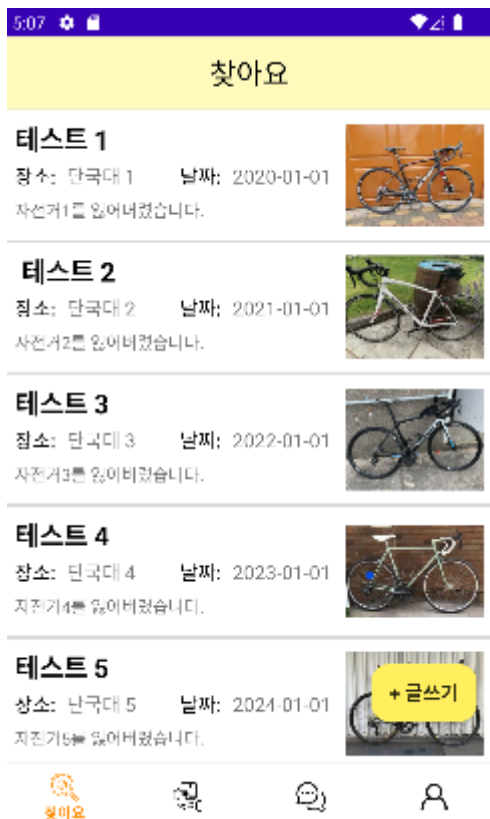 5:07
찾아요
테스트 1
장소: 단국대 1 날짜: 2020-01-01
자전거1를 잃어버렸습니다.
테스트 2
장소: 단국대 2 날짜: 2021-01-01
자전거2를 잃어버렸습니다.
테스트 3
장소: 단국대 3 날짜: 2022-01-01
자전거3를 잃어버렸습니다.
테스트 4
장소: 단국대 4 날짜: 2023-01-01
자전거4를 잃어버렸습니다.
테스트 5
장소: 단국대 5 날짜: 2024-01-01
자전거5를 잃어버렸습니다.
+ 글쓰기
찾아요